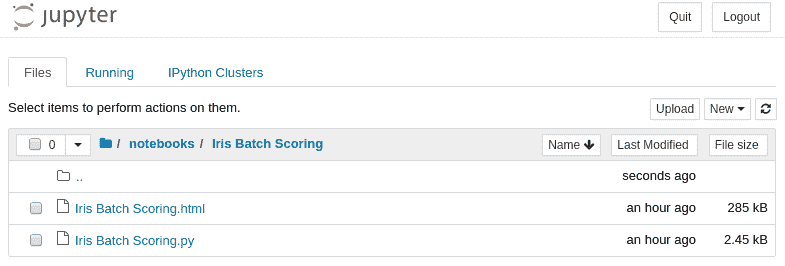 jupyter Quit Logout
Files Running IPython Clusters
Select items to perform actions on them. Upload New
0 / notebooks / Iris Batch Scoring Name Last Modified File size
.. seconds ago
Iris Batch Scoring.html an hour ago 285 kB
Iris Batch Scoring.py an hour ago 2.45 kB